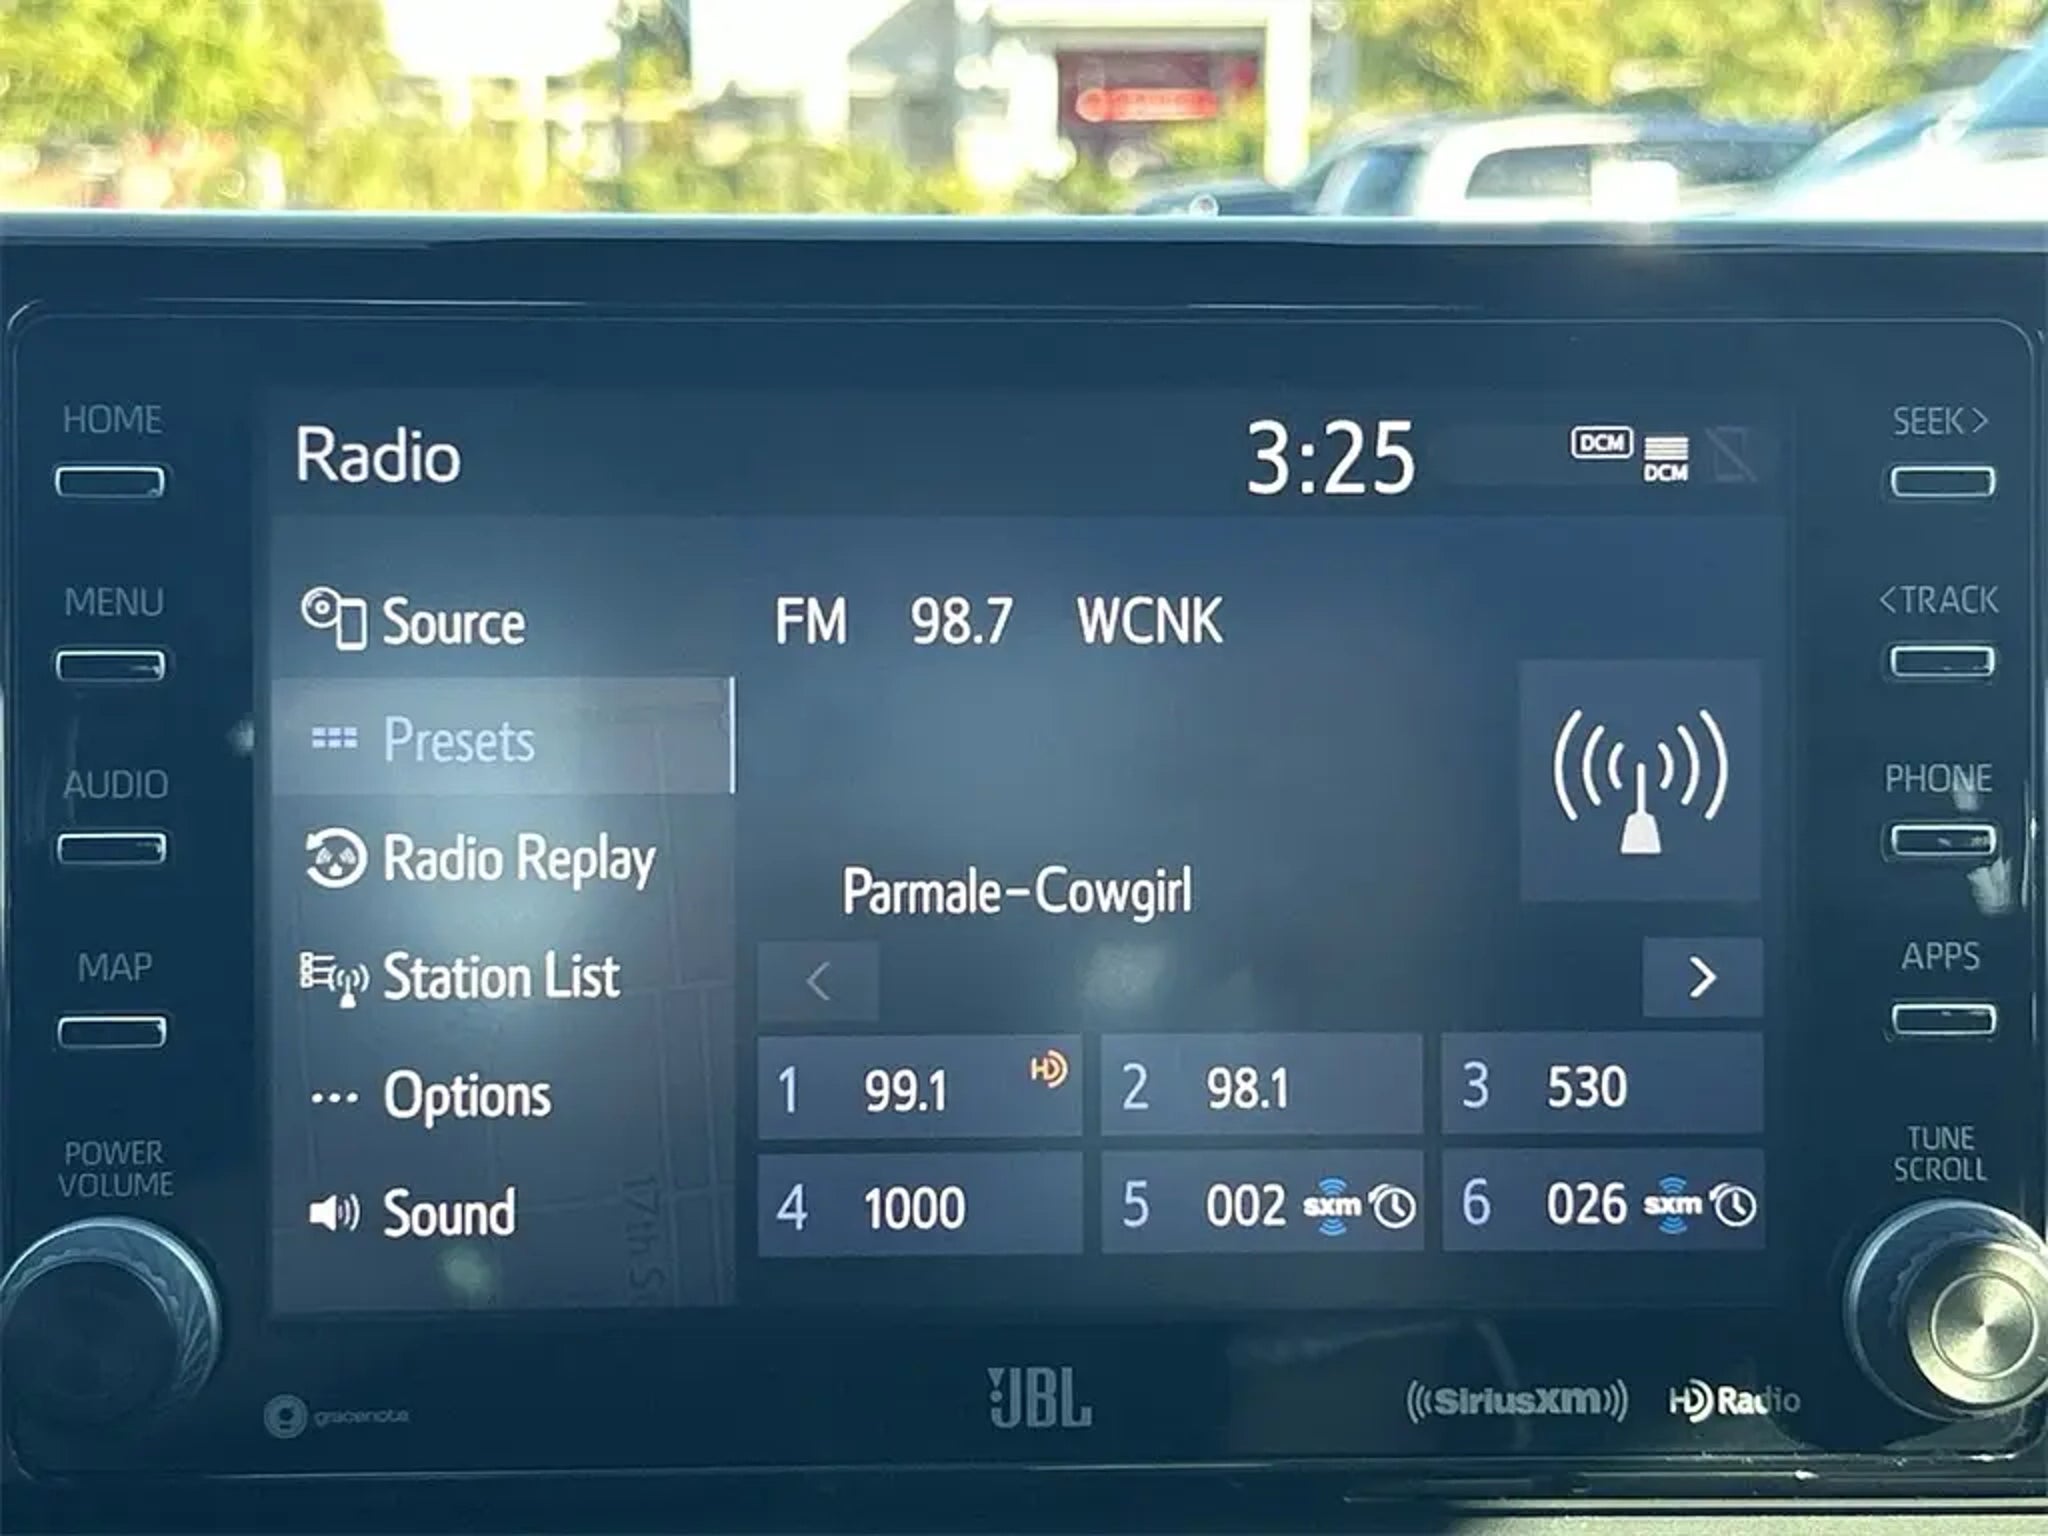 HOME
MENU
AUDIO
MAP
POWER
VOLUME
Radio
3:25
DCM
DCM
Source
Presets
Radio Replay
Station List
Options
Sound
17th S
FM 98.7 WCNK
Parmale-Cowgirl
1 99.1 HD
2 98.1
3 530
4 1000
5 002 sxm
6 026 sxm
SEEK >
< TRACK
PHONE
APPS
TUNE
SCROLL
gracenote
JBL
((SiriusXM))
HD Radio